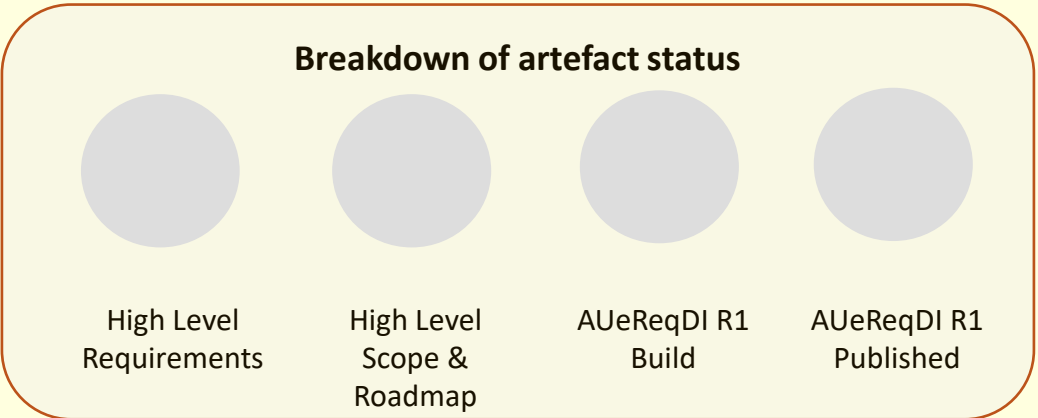 Breakdown of artefact status
High Level
Requirements
High Level
Scope &
Roadmap
AUeReqDI R1
Build
AUeReqDI R1
Published